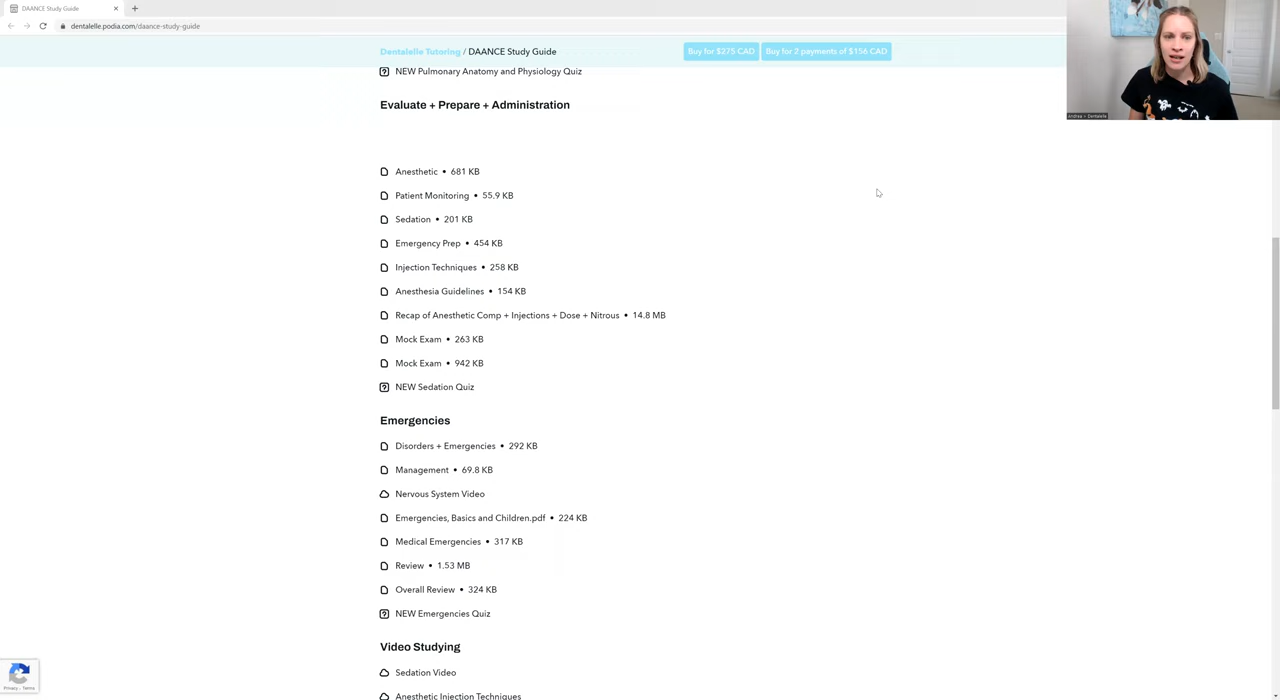 DAANCE Study Guide
dentalelle.podia.com/daance-study-guide
Dentalelle Tutoring / DAANCE Study Guide
Buy for $275 CAD
Buy for 2 payments of $156 CAD
NEW Pulmonary Anatomy and Physiology Quiz
Evaluate + Prepare + Administration
Anesthetic • 681 KB
Patient Monitoring • 55.9 KB
Sedation • 201 KB
Emergency Prep • 454 KB
Injection Techniques • 258 KB
Anesthesia Guidelines • 154 KB
Recap of Anesthetic Comp + Injections + Dose + Nitrous • 14.8 MB
Mock Exam • 263 KB
Mock Exam • 942 KB
NEW Sedation Quiz
Emergencies
Disorders + Emergencies • 292 KB
Management • 69.8 KB
Nervous System Video
Emergencies, Basics and Children.pdf • 224 KB
Medical Emergencies • 317 KB
Review • 1.53 MB
Overall Review • 324 KB
NEW Emergencies Quiz
Video Studying
Sedation Video
Anesthetic Injection Techniques
Privacy - Terms